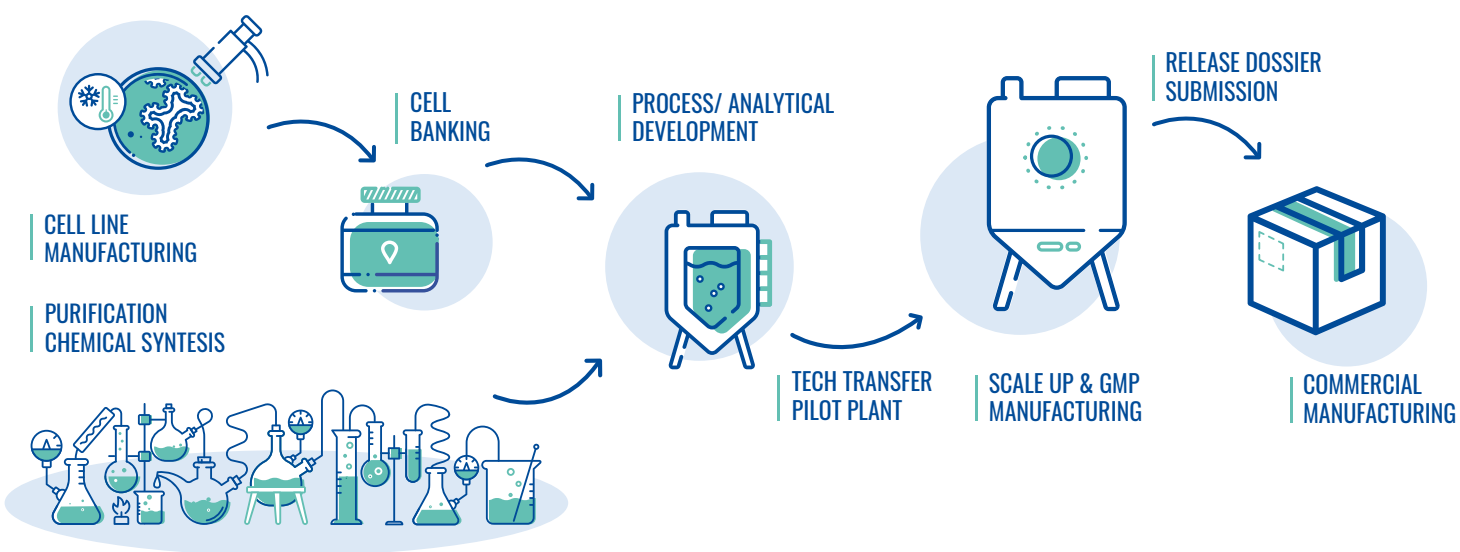 CELL LINE
MANUFACTURING
PURIFICATION
CHEMICAL SYNTESIS
CELL
BANKING
PROCESS/ ANALYTICAL
DEVELOPMENT
TECH TRANSFER
PILOT PLANT
SCALE UP & GMP
MANUFACTURING
RELEASE DOSSIER
SUBMISSION
COMMERCIAL
MANUFACTURING